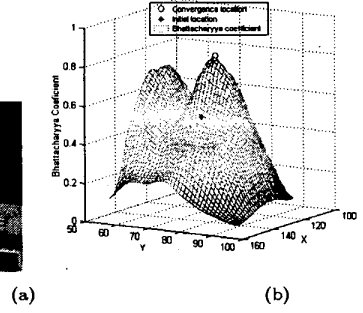 Convergence location
Initial location
Bhattacharyya coefficient
Bhattacharyya Coefficient
1
0.8
0.6
0.4
0.2
0
50
60
70
80
90
100
Y
160
140
120
100
X
(a)
(b)